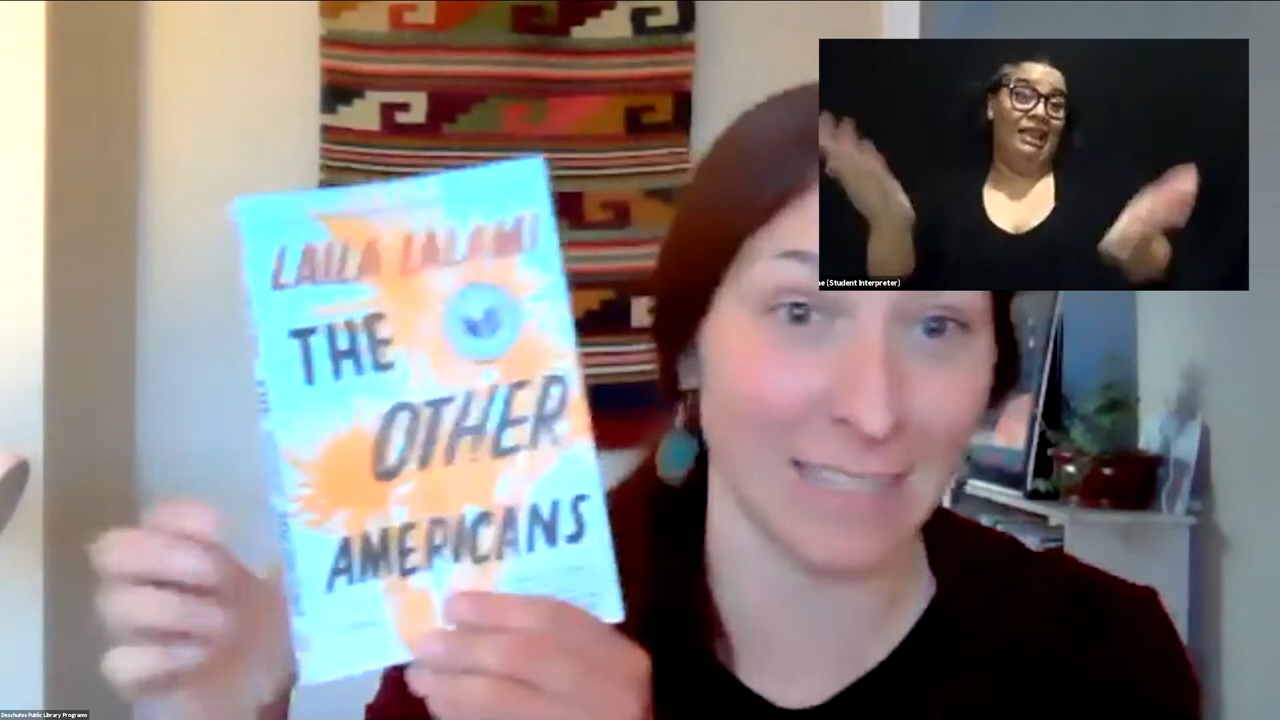 LAILA LALAMI
THE
OTHER
AMERICANS
(Student Interpreter)
Deschutes Public Library Programs